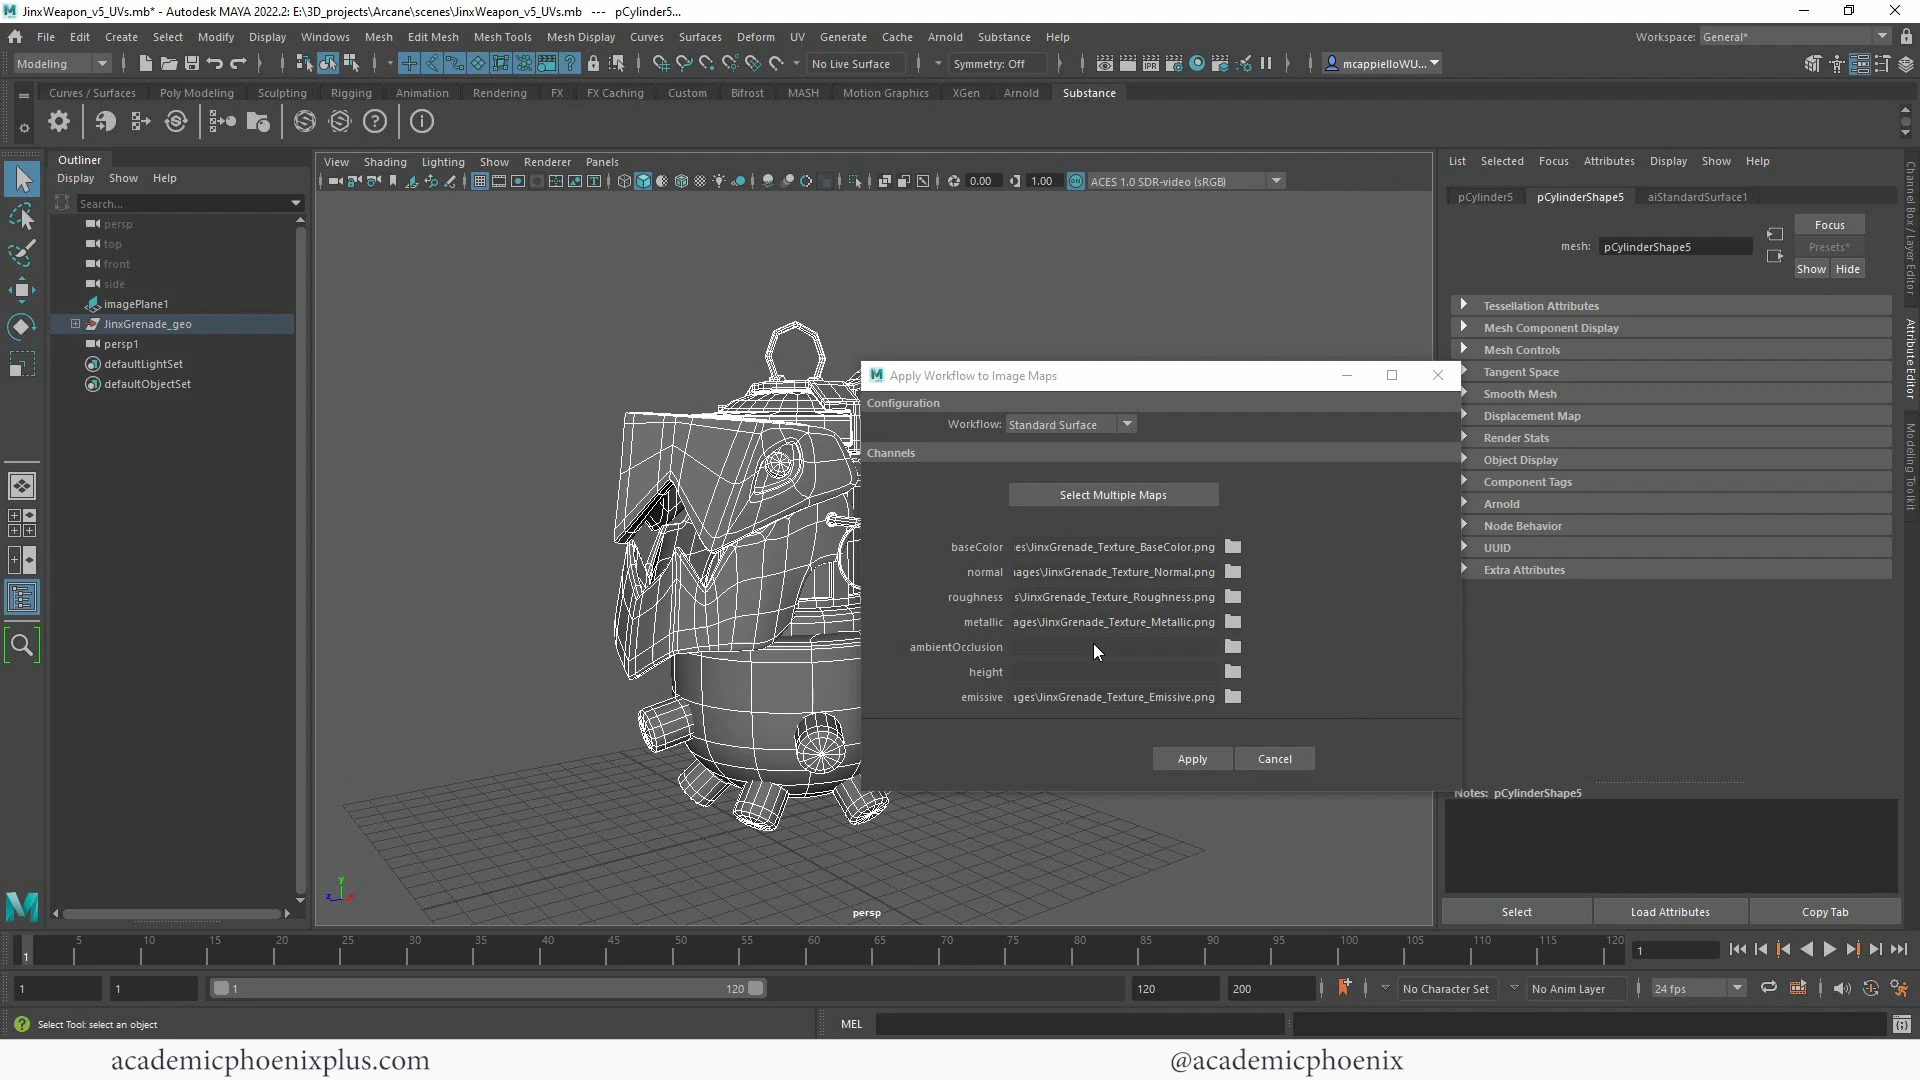 JinxWeapon_v5_UVs.mb* - Autodesk MAYA 2022.2: E:\3D_projects\Arcane\scenes\JinxWeapon_v5_UVs.mb --- pCylinder5...
File Edit Create Select Modify Display Windows Mesh Edit Mesh Mesh Tools Mesh Display Curves Surfaces Deform UV Generate Cache Arnold Substance Help
Workspace: General*
Modeling
No Live Surface
Symmetry: Off
mcappielloWU...
Curves / Surfaces Poly Modeling Sculpting Rigging Animation Rendering FX FX Caching Custom Bifrost MASH Motion Graphics XGen Arnold Substance
Outliner
Display Show Help
Search...
persp
top
front
side
imagePlane1
JinxGrenade_geo
persp1
defaultLightSet
defaultObjectSet
View Shading Lighting Show Renderer Panels
0.00
1.00
ACES 1.0 SDR-video (sRGB)
persp
Apply Workflow to Image Maps
Configuration
Workflow: Standard Surface
Channels
Select Multiple Maps
baseColor es\JinxGrenade_Texture_BaseColor.png
normal ages\JinxGrenade_Texture_Normal.png
roughness s\JinxGrenade_Texture_Roughness.png
metallic ages\JinxGrenade_Texture_Metallic.png
ambientOcclusion
height
emissive ages\JinxGrenade_Texture_Emissive.png
Apply Cancel
List Selected Focus Attributes Display Show Help
pCylinder5 pCylinderShape5 aiStandardSurface1
mesh: pCylinderShape5
Focus
Presets*
Show Hide
Tessellation Attributes
Mesh Component Display
Mesh Controls
Tangent Space
Smooth Mesh
Displacement Map
Render Stats
Object Display
Component Tags
Arnold
Node Behavior
UUID
Extra Attributes
Notes: pCylinderShape5
Select Load Attributes Copy Tab
Channel Box / Layer Editor
Attribute Editor
Modeling Toolkit
5 10 15 20 25 30 35 40 45 50 55 60 65 70 75 80 85 90 95 100 105 110 115 120
1
1
1 1 1 120 120 200
No Character Set
No Anim Layer
24 fps
Select Tool: select an object
MEL
academicphoenixplus.com
@academicphoenix